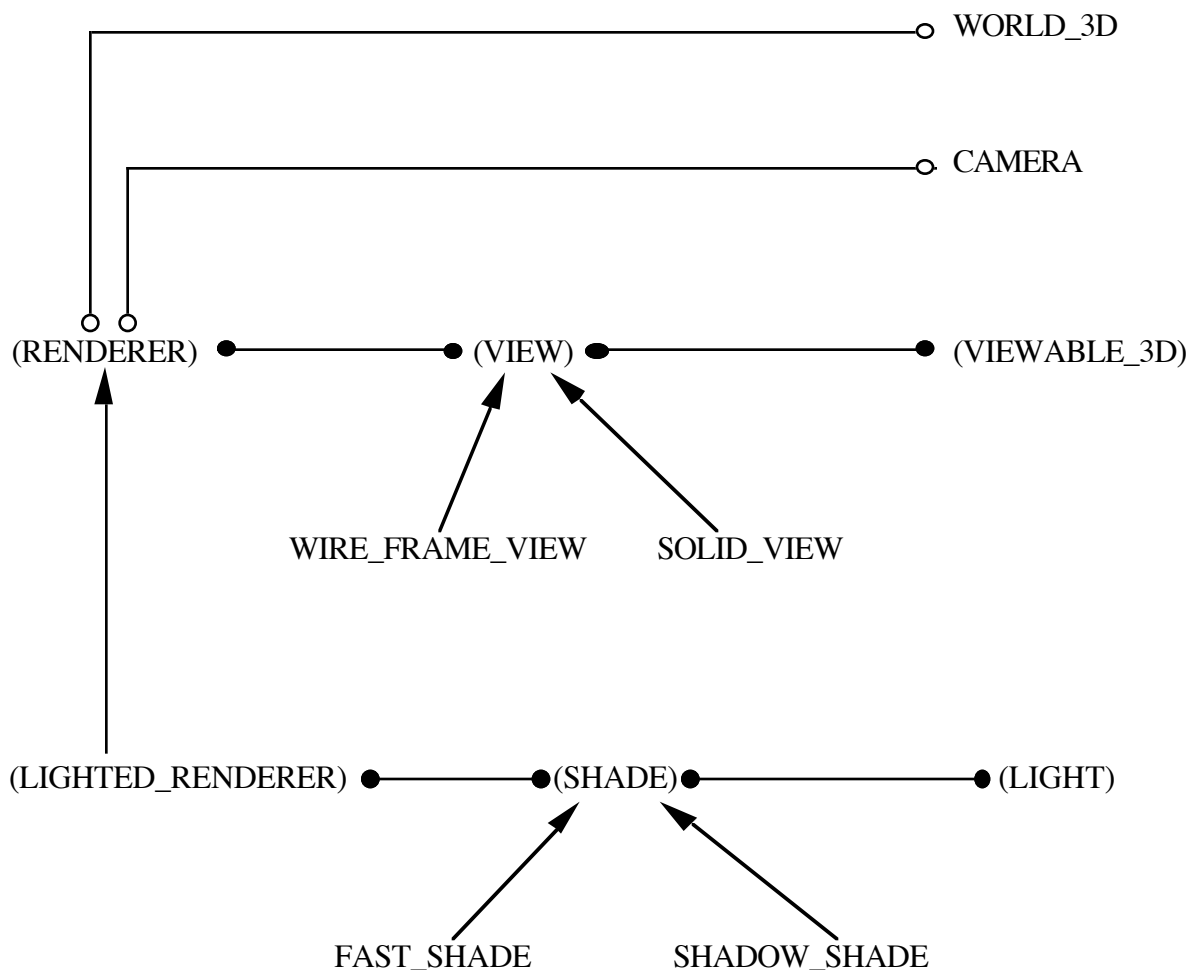 WORLD_3D
CAMERA
(RENDERER)
(VIEW)
(VIEWABLE_3D)
WIRE_FRAME_VIEW
SOLID_VIEW
(LIGHTED_RENDERER)
(SHADE)
(LIGHT)
FAST_SHADE
SHADOW_SHADE